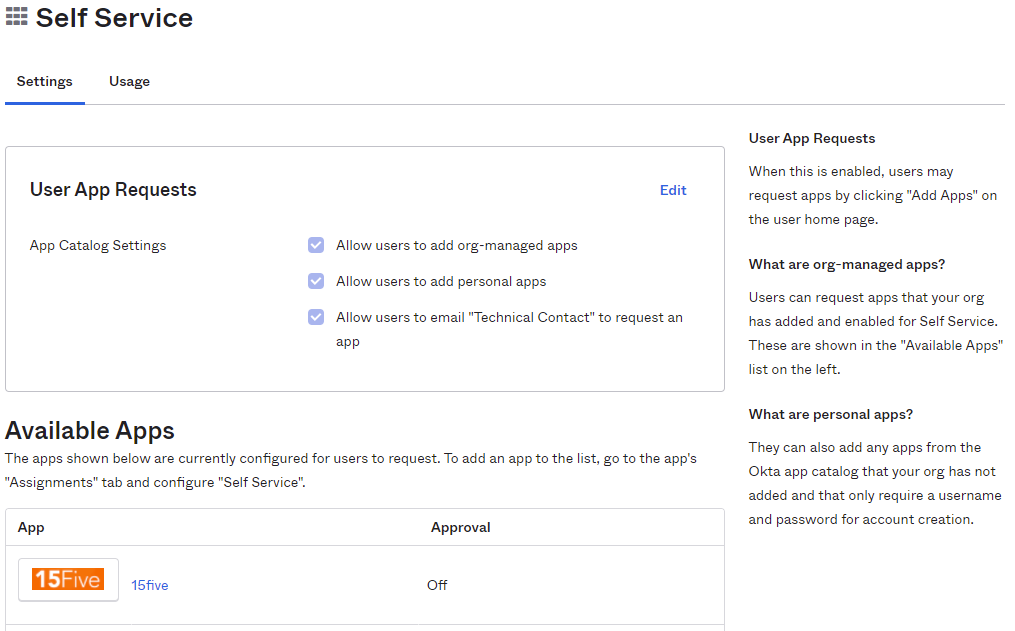 Self Service
Settings
Usage
User App Requests
Edit
App Catalog Settings
Allow users to add org-managed apps
Allow users to add personal apps
Allow users to email "Technical Contact" to request an
app
Available Apps
The apps shown below are currently configured for users to request. To add an app to the list, go to the app's
"Assignments" tab and configure "Self Service".
App
Approval
15Five
15five
Off
User App Requests
When this is enabled, users may
request apps by clicking "Add Apps" on
the user home page.
What are org-managed apps?
Users can request apps that your org
has added and enabled for Self Service.
These are shown in the "Available Apps"
list on the left.
What are personal apps?
They can also add any apps from the
Okta app catalog that your org has not
added and that only require a username
and password for account creation.